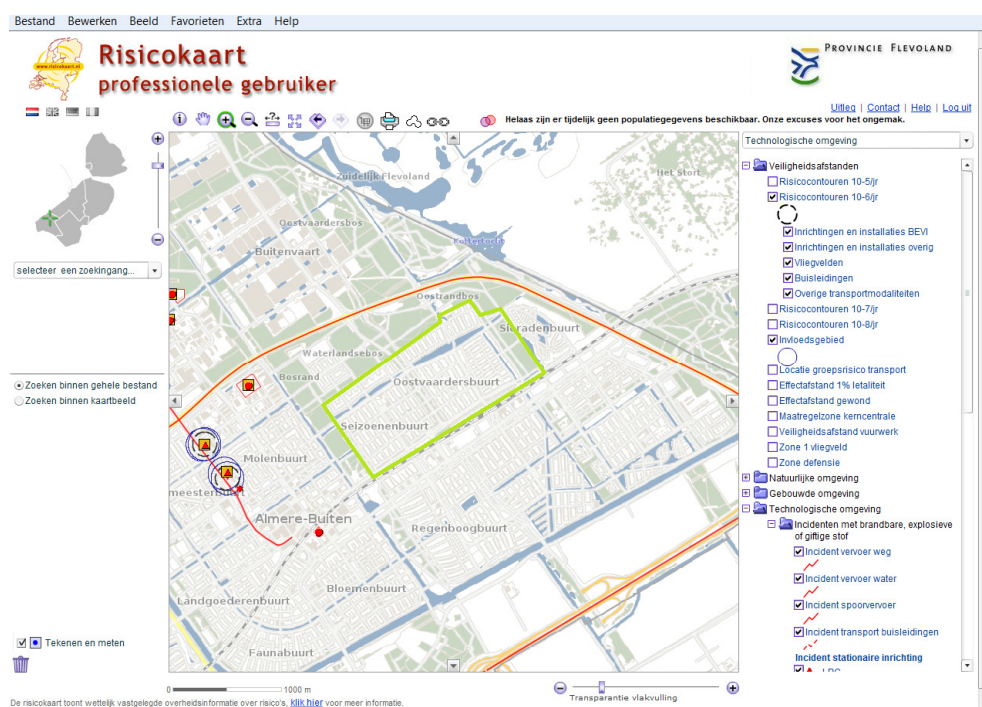 Bestand Bewerken Beeld Favorieten Extra Help
www.risicokaart.nl
Risicokaart
professionele gebruiker
PROVINCIE FLEVOLAND
Uitleg | Contact | Help | Log uit
Helaas zijn er tijdelijk geen populatiegegevens beschikbaar. Onze excuses voor het ongemak.
selecteer een zoekingang...
Zoeken binnen gehele bestand
Zoeken binnen kaartbeeld
Tekenen en meten
Zuidelijk Flevoland
Het Stort
Oostvaardersbos
Buitenvaart
Oostrandbos
Sieradenbuurt
Waterlandsebos
Bosrand
Oostvaardersbuurt
Seizoenenbuurt
Molenbuurt
meesterbuurt
Almere-Buiten
Regenboogbuurt
Bloemenbuurt
Landgoederenbuurt
Faunabuurt
Technologische omgeving
Veiligheidsafstanden
Risicocontouren 10-5/jr
Risicocontouren 10-6/jr
Inrichtingen en installaties BEVI
Inrichtingen en installaties overig
Vliegvelden
Buisleidingen
Overige transportmodaliteiten
Risicocontouren 10-7/jr
Risicocontouren 10-8/jr
Invloedsgebied
Locatie groepsrisico transport
Effectafstand 1% letaliteit
Effectafstand gewond
Maatregelzone kerncentrale
Veiligheidsafstand vuurwerk
Zone 1 vliegveld
Zone defensie
Natuurlijke omgeving
Gebouwde omgeving
Technologische omgeving
Incidenten met brandbare, explosieve
of giftige stof
Incident vervoer weg
Incident vervoer water
Incident spoorvervoer
Incident transport buisleidingen
Incident stationaire inrichting
LPG
0 1000 m
Transparantie vlakvulling
De risicokaart toont wettelijk vastgelegde overheidsinformatie over risico's, klik hier voor meer informatie.